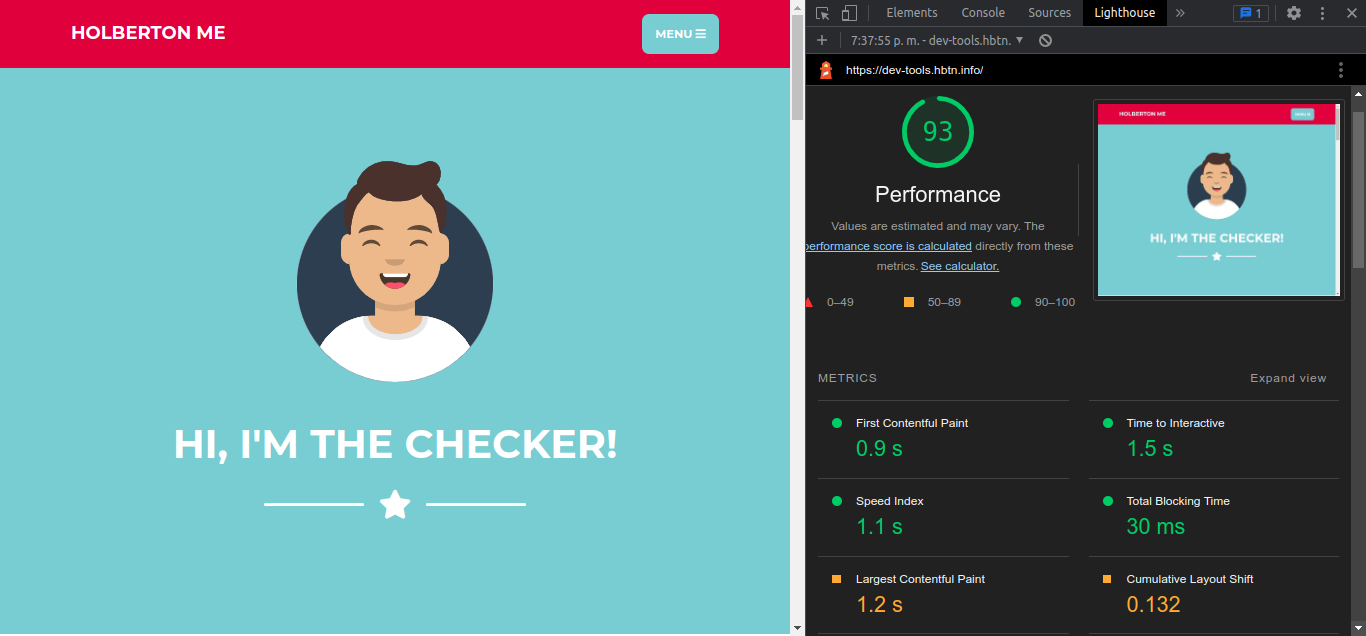 HOLBERTON ME
MENU
HI, I'M THE CHECKER!
Elements
Console
Sources
Lighthouse
1
7:37:55 p. m. - dev-tools.hbtn.
https://dev-tools.hbtn.info/
93
Performance
Values are estimated and may vary. The
performance score is calculated directly from these
metrics. See calculator.
0–49
50–89
90–100
HOLBERTON ME
HI, I'M THE CHECKER!
METRICS
Expand view
First Contentful Paint
0.9 s
Time to Interactive
1.5 s
Speed Index
1.1 s
Total Blocking Time
30 ms
Largest Contentful Paint
1.2 s
Cumulative Layout Shift
0.132